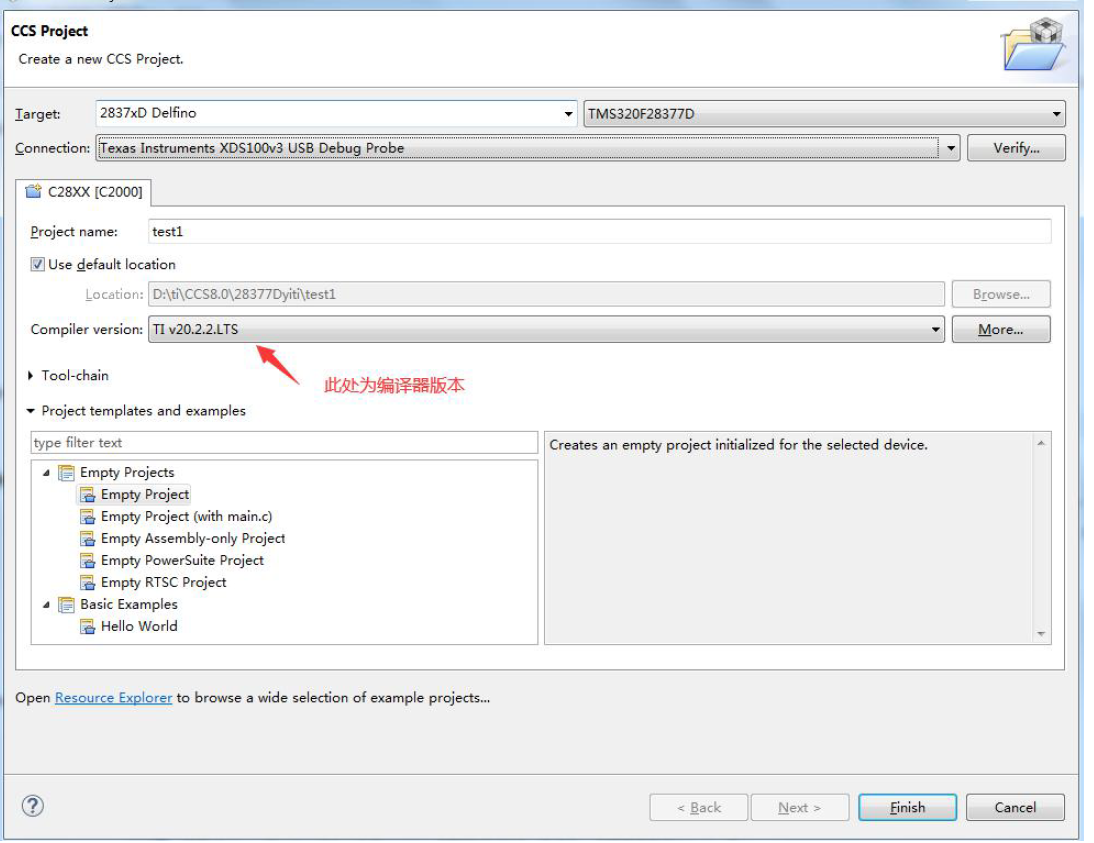 CCS Project
Create a new CCS Project.
Target: 2837xD Delfino TMS320F28377D
Connection: Texas Instruments XDS100v3 USB Debug Probe Verify...
C28XX [C2000]
Project name: test1
Use default location
Location: D:\ti\CCS8.0\28377Dyiti\test1 Browse...
Compiler version: TI v20.2.2.LTS More...
此处为编译器版本
Tool-chain
Project templates and examples
type filter text
Creates an empty project initialized for the selected device.
Empty Projects
Empty Project
Empty Project (with main.c)
Empty Assembly-only Project
Empty PowerSuite Project
Empty RTSC Project
Basic Examples
Hello World
Open Resource Explorer to browse a wide selection of example projects...
< Back Next > Finish Cancel